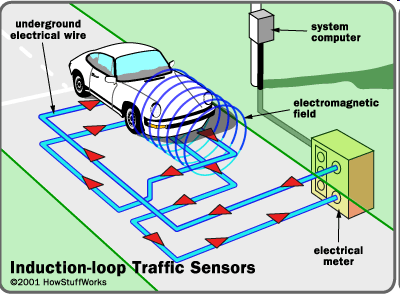 underground
electrical wire
system
computer
electromagnetic
field
electrical
meter
Induction-loop Traffic Sensors
©2001 HowStuffWorks